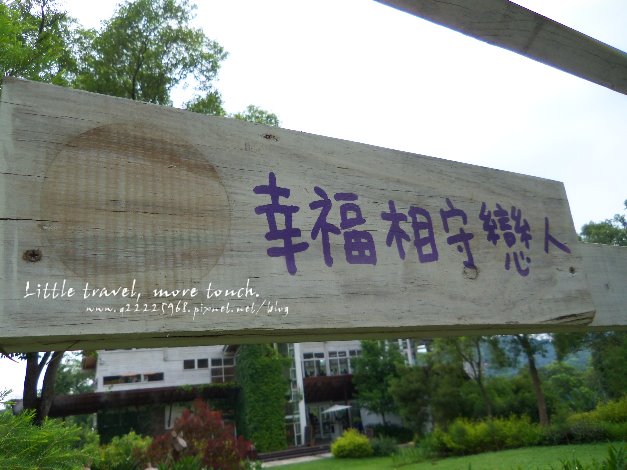 幸福相守戀人
Little travel, more touch.
www.a22225968.pixnet.net/blog